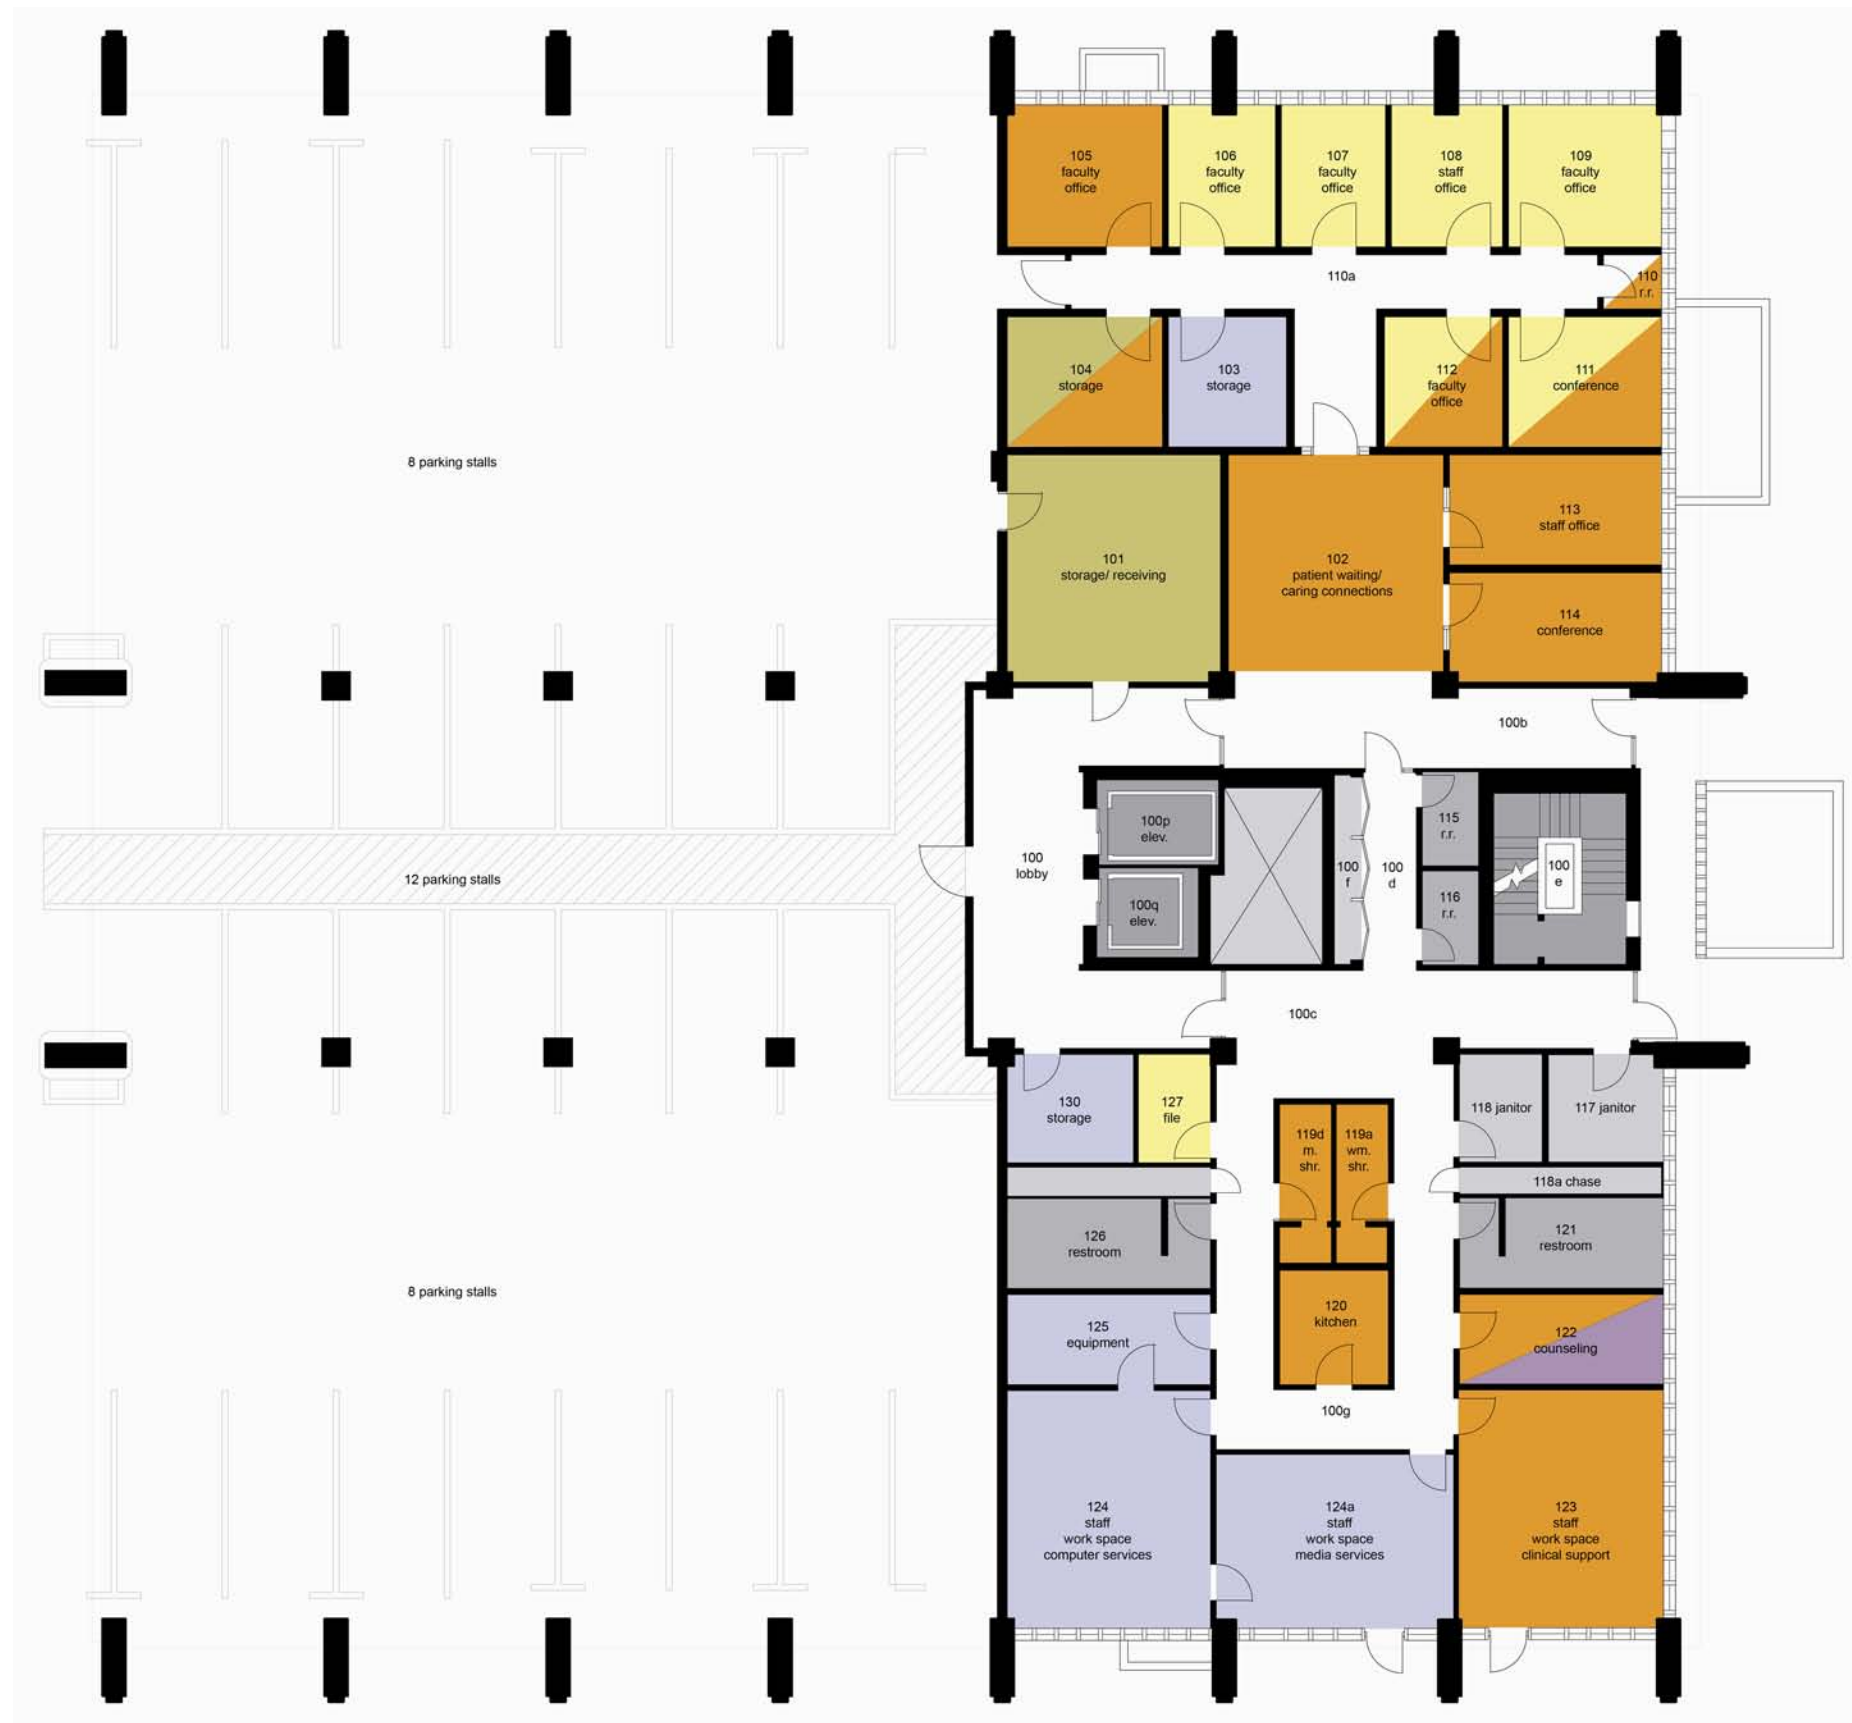 105
faculty
office
106
faculty
office
107
faculty
office
108
staff
office
109
faculty
office
110a
110
r.r.
104
storage
103
storage
112
faculty
office
111
conference
8 parking stalls
101
storage/ receiving
102
patient waiting/
caring connections
113
staff office
114
conference
100b
100
lobby
100p
elev.
100q
elev.
100
f
100
d
115
r.r.
116
r.r.
100
e
12 parking stalls
100c
130
storage
127
file
119d
m.
shr.
119a
wm.
shr.
118 janitor
117 janitor
118a chase
126
restroom
121
restroom
8 parking stalls
125
equipment
120
kitchen
122
counseling
100g
124
staff
work space
computer services
124a
staff
work space
media services
123
staff
work space
clinical support